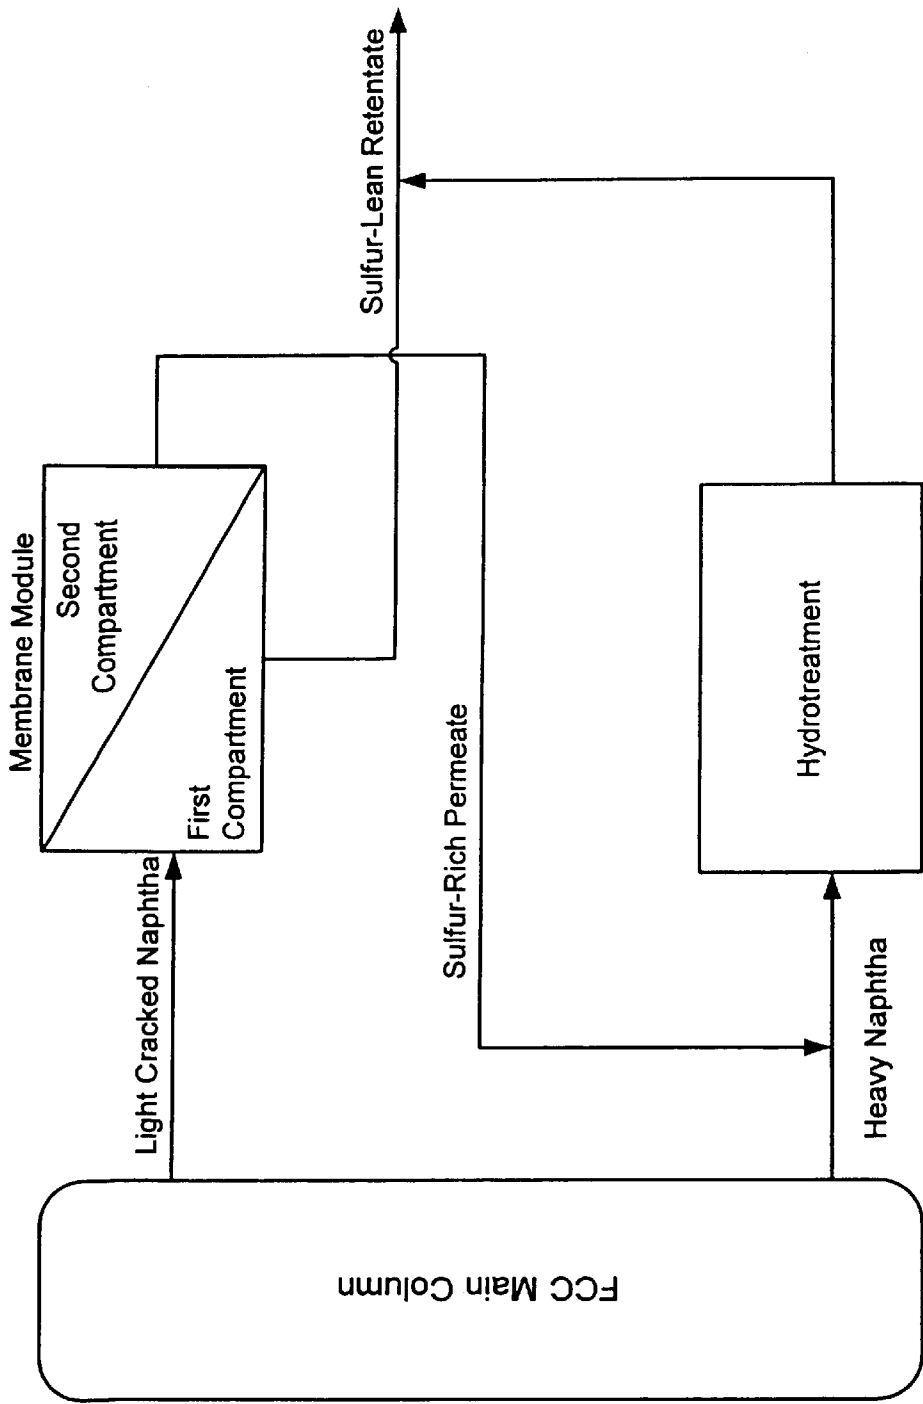 FCC Main Column
Light Cracked Naphtha
Membrane Module
First
Compartment
Second
Compartment
Sulfur-Lean Retentate
Sulfur-Rich Permeate
Heavy Naphtha
Hydrotreatment